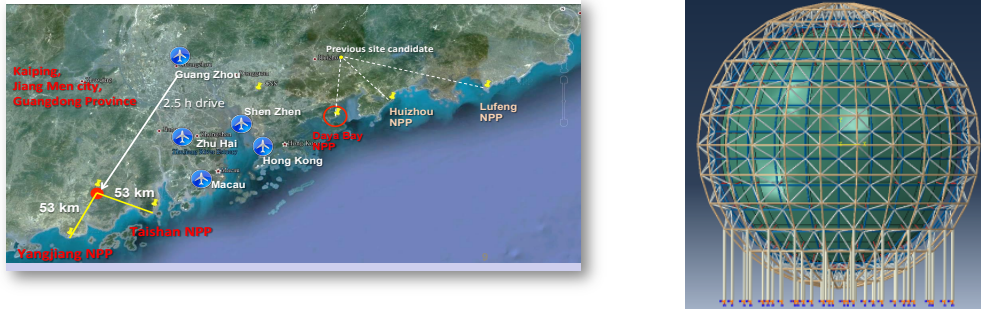 Previous site candidate
Guang Zhou
Kaiping,
Jiang Men city,
Guangdong Province
2.5 h drive
Shen Zhen
Huizhou
NPP
Lufeng
NPP
Daya Bay
NPP
Zhu Hai
Hong Kong
Macau
53 km
53 km
Taishan NPP
Yangjiang NPP